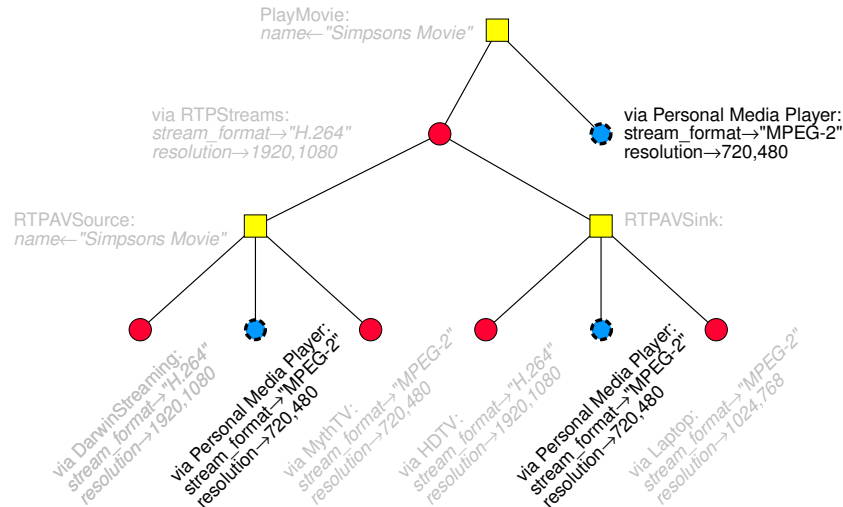 PlayMovie:
name←"Simpsons Movie"
via RTPStreams:
stream_format→"H.264"
resolution→1920,1080
via Personal Media Player:
stream_format→"MPEG-2"
resolution→720,480
RTPAVSource:
name←"Simpsons Movie"
RTPAVSink:
via DarwinStreaming:
stream_format→"H.264"
resolution→1920,1080
via Personal Media Player:
stream_format→"MPEG-2"
resolution→720,480
via MythTV:
stream_format→"MPEG-2"
resolution→720,480
via HDTV:
stream_format→"H.264"
resolution→1920,1080
via Personal Media Player:
stream_format→"MPEG-2"
resolution→720,480
via Laptop:
stream_format→"MPEG-2"
resolution→1024,768